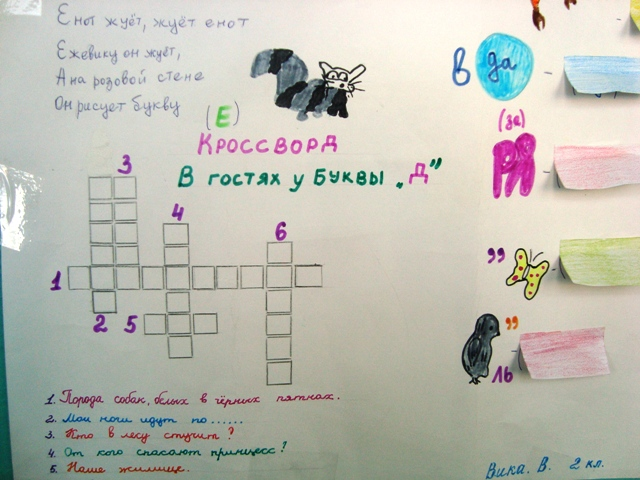 Енот жуёт, жуёт енот
Ежевику он жуёт,
А на розовой стене
Он рисует букву
(Е)
Кроссворд
В гостях у буквы „Д”
3
4
6
1
2
5
1. Порода собак, белых в чёрных пятнах.
2. Мои ноги идут по......
3. Кто в лесу стучит?
4. От кого спасают принцесс?
5. Наше жилище.
В да -
(за)
РЯ
”
”
ЛЬ -
Вика. В. 2 кл.